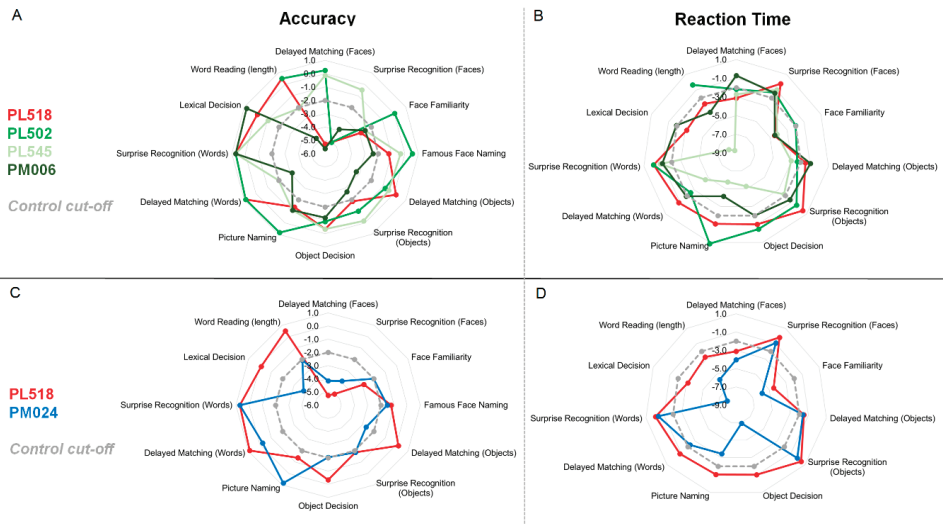 A
Accuracy
B
Reaction Time
PL518
PL502
PL545
PM006
Control cut-off
Delayed Matching (Faces)
Surprise Recognition (Faces)
Face Familiarity
Famous Face Naming
Delayed Matching (Objects)
Surprise Recognition
(Objects)
Object Decision
Picture Naming
Delayed Matching (Words)
Surprise Recognition (Words)
Lexical Decision
Word Reading (length)
1.0
0.0
-1.0
-2.0
-3.0
-4.0
-5.0
-6.0
Delayed Matching (Faces)
Surprise Recognition (Faces)
Face Familiarity
Delayed Matching (Objects)
Surprise Recognition
(Objects)
Object Decision
Picture Naming
Delayed Matching (Words)
Surprise Recognition (Words)
Lexical Decision
Word Reading (length)
1.0
-1.0
-3.0
-5.0
-7.0
-9.0
C
D
PL518
PM024
Control cut-off
Delayed Matching (Faces)
Surprise Recognition (Faces)
Face Familiarity
Famous Face Naming
Delayed Matching (Objects)
Surprise Recognition
(Objects)
Object Decision
Picture Naming
Delayed Matching (Words)
Surprise Recognition (Words)
Lexical Decision
Word Reading (length)
1.0
0.0
-1.0
-2.0
-3.0
-4.0
-5.0
-6.0
Delayed Matching (Faces)
Surprise Recognition (Faces)
Face Familiarity
Delayed Matching (Objects)
Surprise Recognition
(Objects)
Object Decision
Picture Naming
Delayed Matching (Words)
Surprise Recognition (Words)
Lexical Decision
Word Reading (length)
1.0
-1.0
-3.0
-5.0
-7.0
-9.0